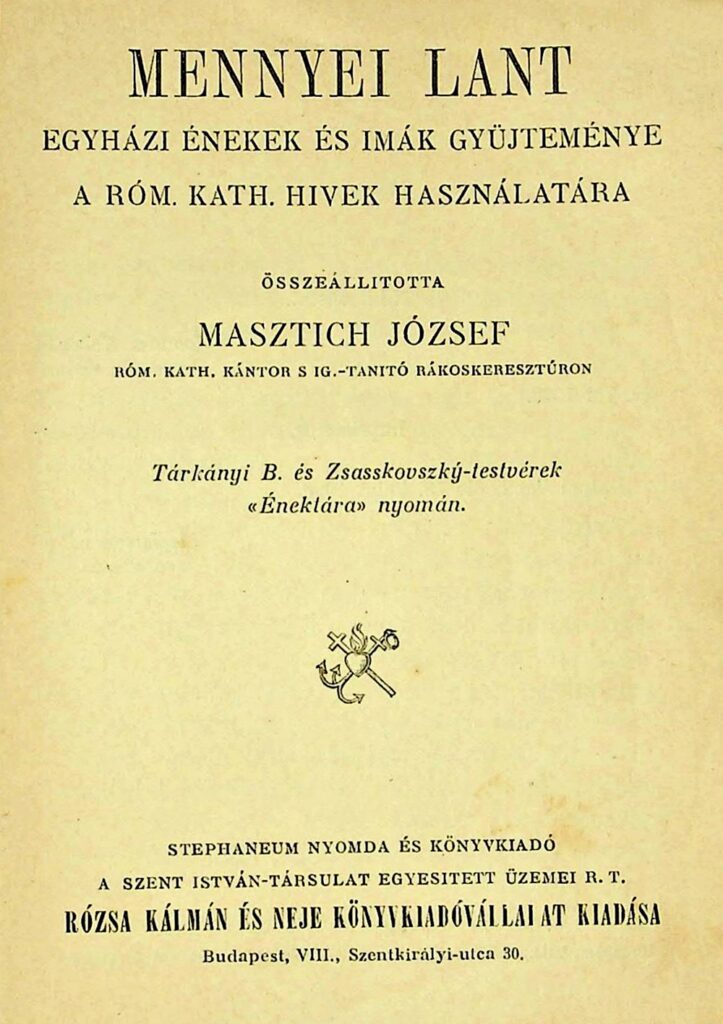 MENNYEI LANT
EGYHÁZI ÉNEKEK ÉS IMÁK GYÜJTEMÉNYE
A RÓM. KATH. HIVEK HASZNÁLATÁRA
ÖSSZEÁLLITOTTA
MASZTICH JÓZSEF
RÓM. KATH. KÁNTOR S IG.-TANITÓ RÁKOSKERESZTÚRON
Tárkányi B. és Zsasskovszký-testvérek
«Énektára» nyomán.
STEPHANEUM NYOMDA ÉS KÖNYVKIADÓ
A SZENT ISTVÁN-TÁRSULAT EGYESITETT ÜZEMEI R. T.
RÓZSA KÁLMÁN ÉS NEJE KÖNYVKIADÓVÁLLALAT KIADÁSA
Budapest, VIII., Szentkirályi-utca 30.